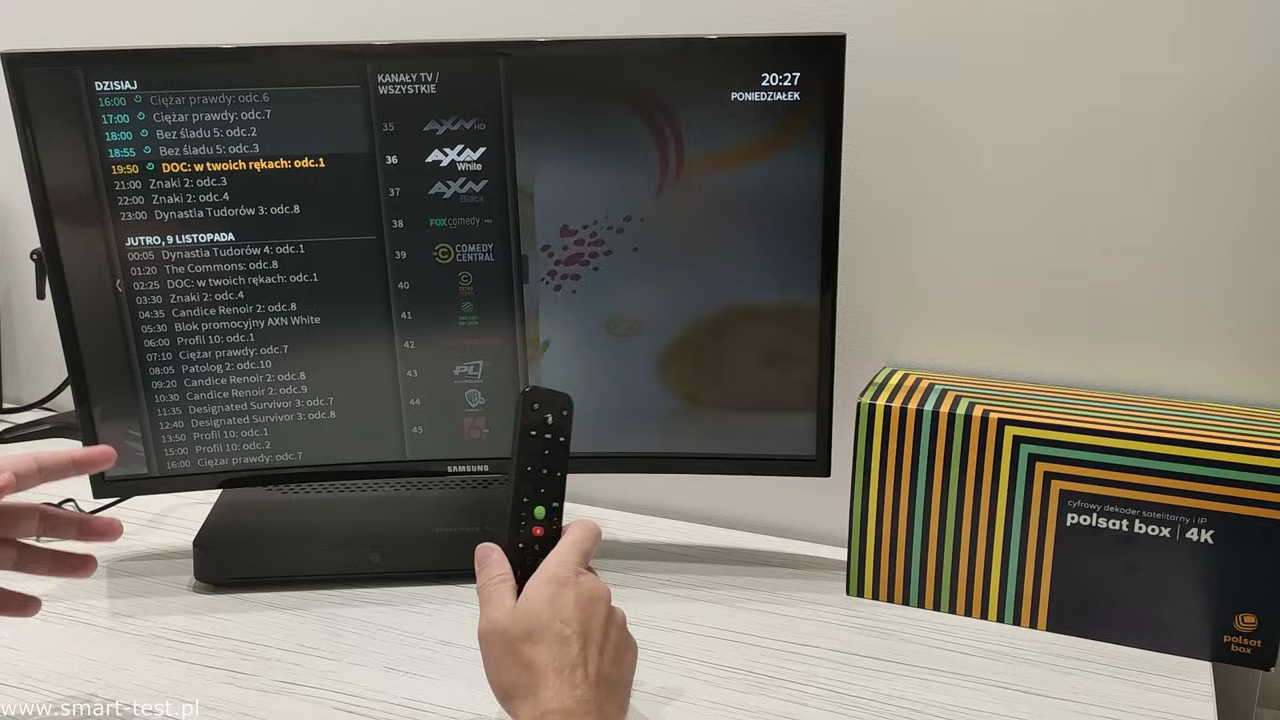 DZISIAJ
16:00 Ciężar prawdy: odc.6
17:00 Ciężar prawdy: odc.7
18:00 Bez śladu 5: odc.2
18:55 Bez śladu 5: odc.3
19:50 DOC: w twoich rękach: odc.1
21:00 Znaki 2: odc.3
22:00 Znaki 2: odc.4
23:00 Dynastia Tudorów 3: odc.8
JUTRO, 9 LISTOPADA
00:05 Dynastia Tudorów 4: odc.1
01:20 The Commons: odc.8
02:25 DOC: w twoich rękach: odc.1
03:30 Znaki 2: odc.4
04:35 Candice Renoir 2: odc.8
05:30 Blok promocyjny AXN White
06:00 Profil 10: odc.1
07:10 Ciężar prawdy: odc.7
08:05 Patolog 2: odc.10
09:20 Candice Renoir 2: odc.8
10:30 Candice Renoir 2: odc.9
11:35 Designated Survivor 3: odc.7
12:40 Designated Survivor 3: odc.8
13:50 Profil 10: odc.1
15:00 Profil 10: odc.2
16:00 Ciężar prawdy: odc.7
KANAŁY TV /
WSZYSTKIE
35 AXN HD
36 AXN White
37 AXN Black
38 FOX comedy HD
39 COMEDY CENTRAL
40
41
42
43 PL
44
45
20:27
PONIEDZIAŁEK
SAMSUNG
cyfrowy dekoder satelitarny i IP
polsat box | 4K
polsat
box
www.smart-test.pl